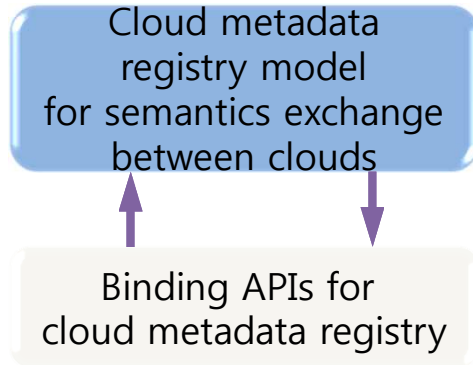 Cloud metadata
registry model
for semantics exchange
between clouds
Binding APIs for
cloud metadata registry